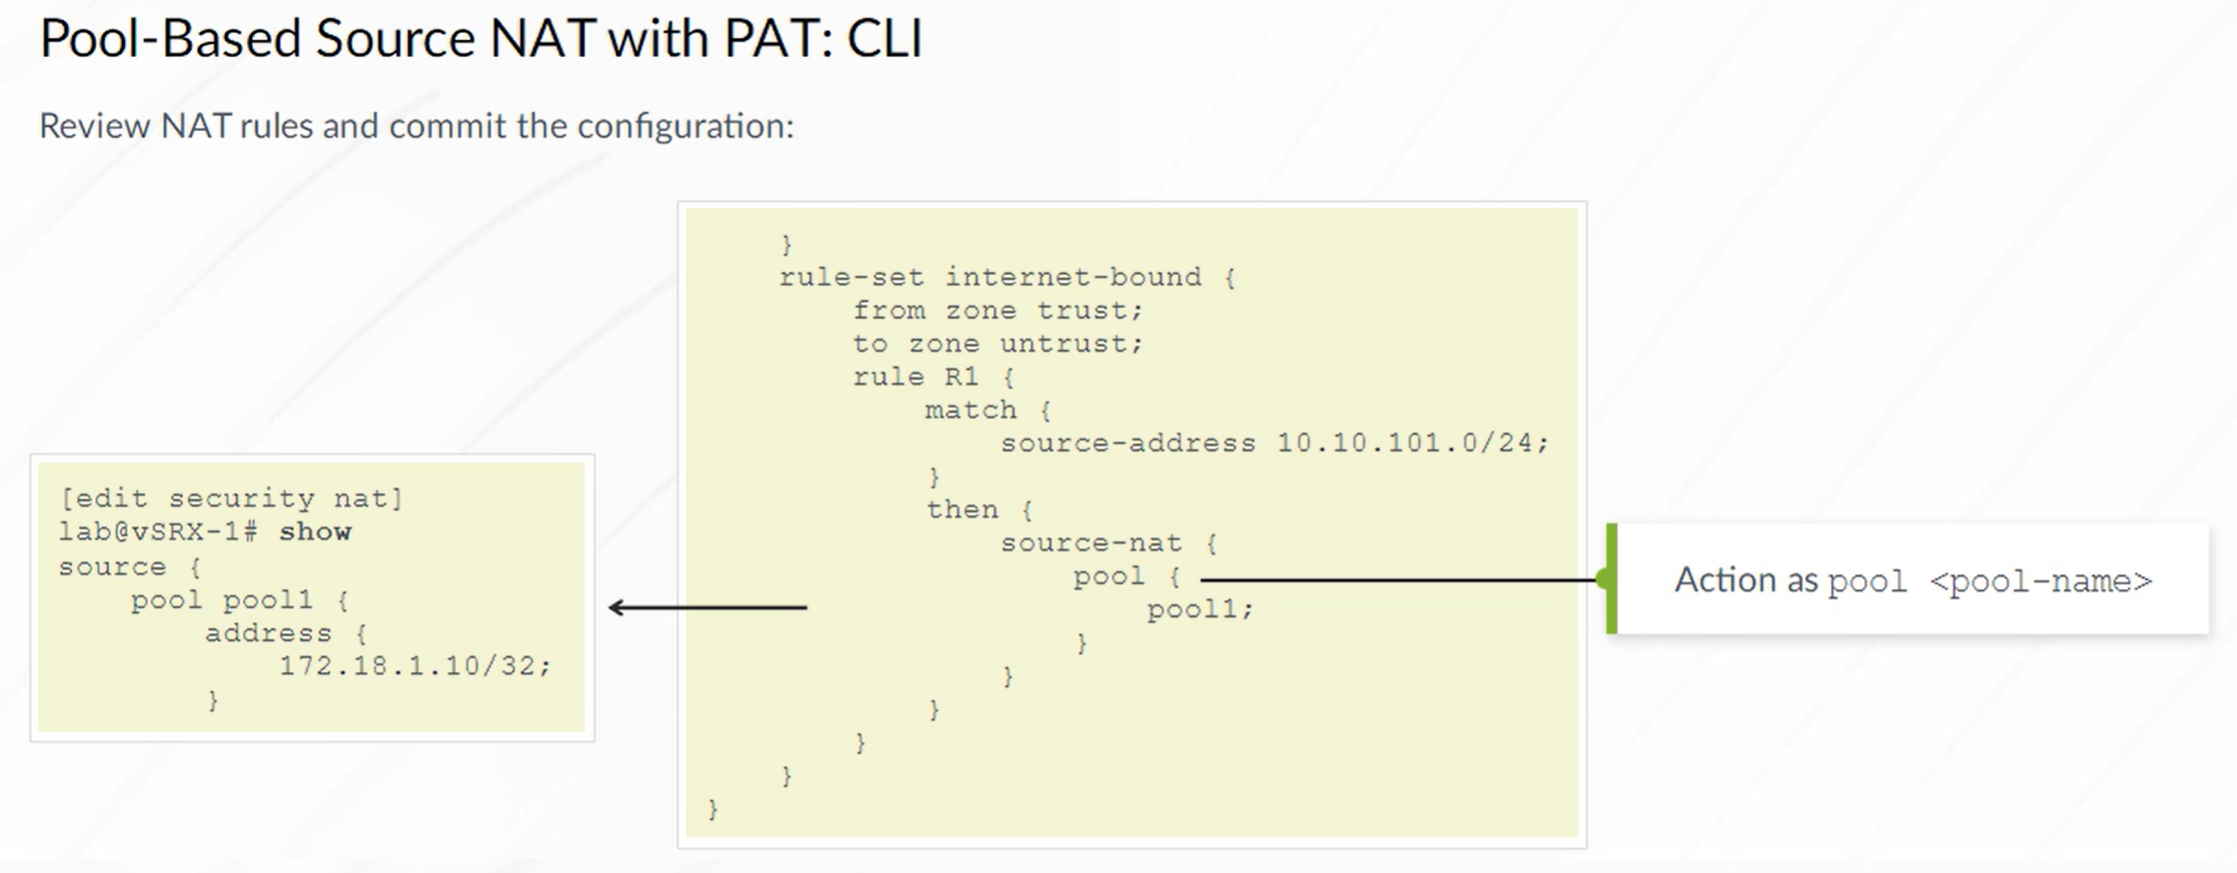 Pool-Based Source NAT with PAT: CLI
Review NAT rules and commit the configuration:
[edit security nat]
lab@vSRX-1# show
source {
pool pool1 {
address {
172.18.1.10/32;
}
}
rule-set internet-bound {
from zone trust;
to zone untrust;
rule R1 {
match {
source-address 10.10.101.0/24;
}
then {
source-nat {
pool {
pool1;
}
}
}
}
}
}
Action as pool <pool-name>